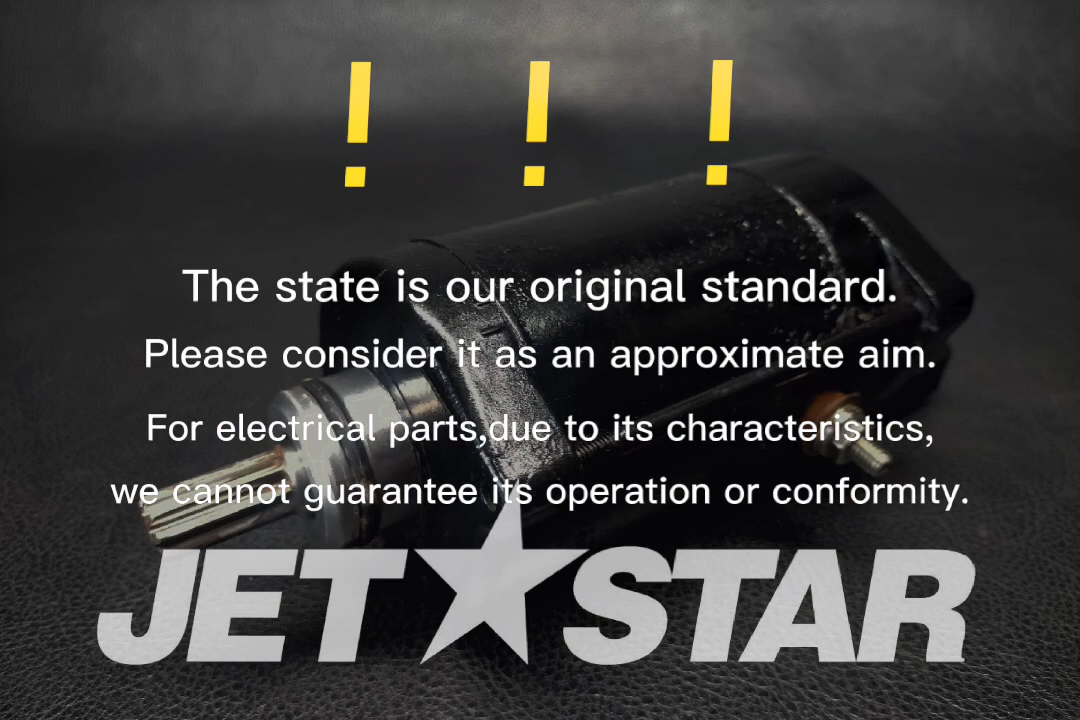 ! ! !
The state is our original standard.
Please consider it as an approximate aim.
For electrical parts,due to its characteristics,
we cannot guarantee its operation or conformity.
JET★STAR